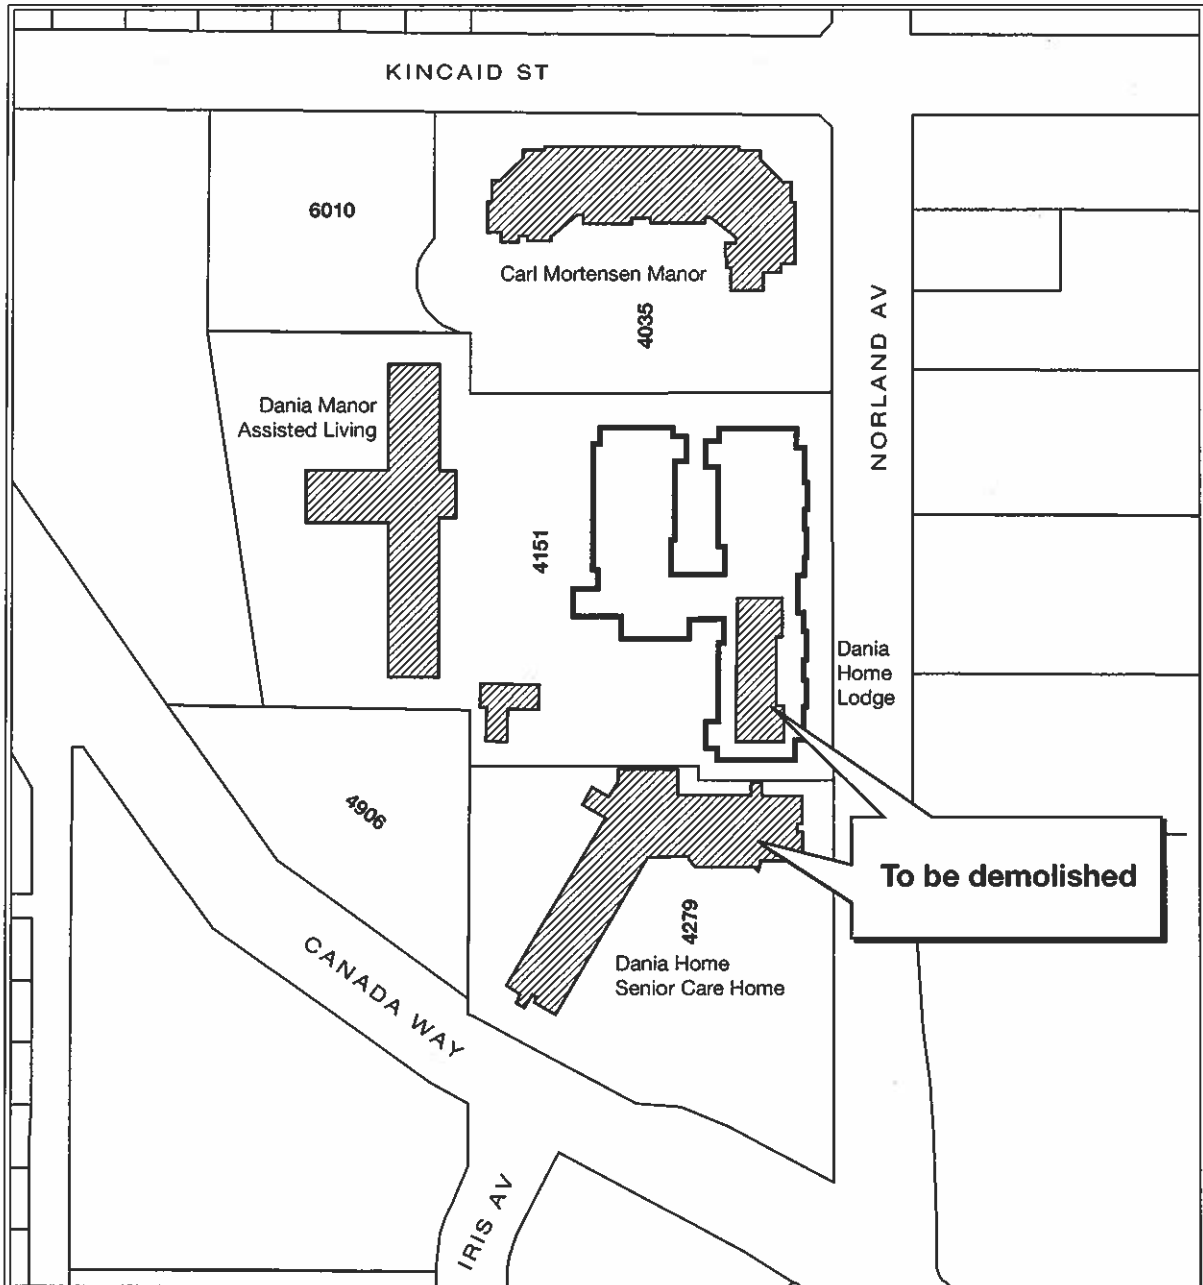 KINCAID ST
6010
Carl Mortensen Manor
4035
NORLAND AV
Dania Manor
Assisted Living
4151
Dania
Home
Lodge
4906
To be demolished
4279
Dania Home
Senior Care Home
CANADA WAY
IRIS AV